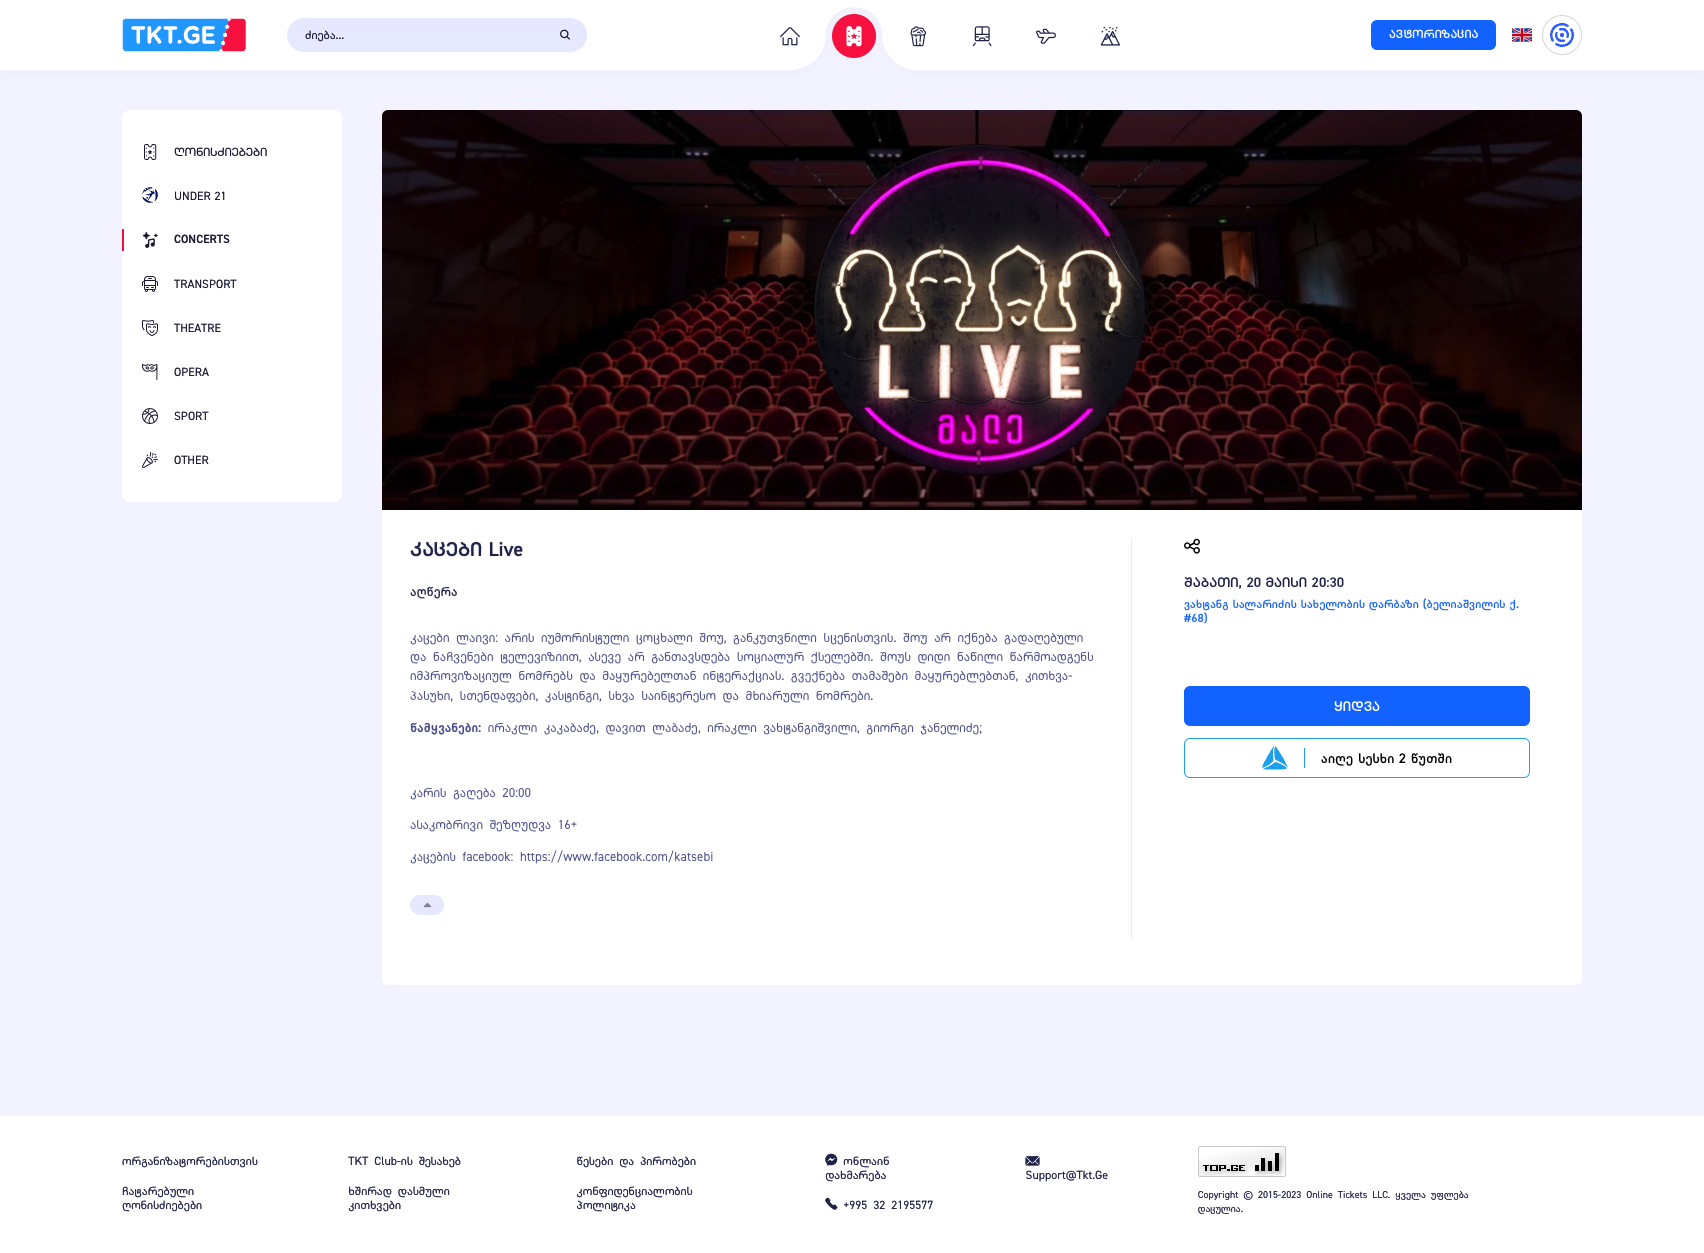 TKT.GE
ძიება...
ავტორიზაცია
ღონისძიებები
UNDER 21
CONCERTS
TRANSPORT
THEATRE
OPERA
SPORT
OTHER
LIVE
მალე
კაცები Live
აღწერა
კაცები ლაივი: არის იუმორისტული ცოცხალი შოუ, განკუთვნილი სცენისთვის. შოუ არ იქნება გადაღებული
და ნაჩვენები ტელევიზიით, ასევე არ განთავსდება სოციალურ ქსელებში. შოუს დიდი ნაწილი წარმოადგენს
იმპროვიზაციულ ნომრებს და მაყურებელთან ინტერაქციას. გვექნება თამაშები მაყურებლებთან, კითხვა-
პასუხი, სთენდაფები, კასტინგი, სხვა საინტერესო და მხიარული ნომრები.
წამყვანები: ირაკლი კაკაბაძე, დავით ლაბაძე, ირაკლი ვახტანგიშვილი, გიორგი ჯანელიძე;
კარის გაღება 20:00
ასაკობრივი შეზღუდვა 16+
კაცების facebook: https://www.facebook.com/katsebi
შაბათი, 20 მაისი 20:30
ვახტანგ სალარიძის სახელობის დარბაზი (ბელიაშვილის ქ.
#68)
ყიდვა
აიღე სესხი 2 წუთში
ორგანიზატორებისთვის
ჩატარებული
ღონისძიებები
TKT Club-ის შესახებ
ხშირად დასმული
კითხვები
წესები და პირობები
კონფიდენციალობის
პოლიტიკა
ონლაინ
დახმარება
+995 32 2195577
Support@Tkt.Ge
TOP.GE
Copyright © 2015-2023 Online Tickets LLC. ყველა უფლება
დაცულია.